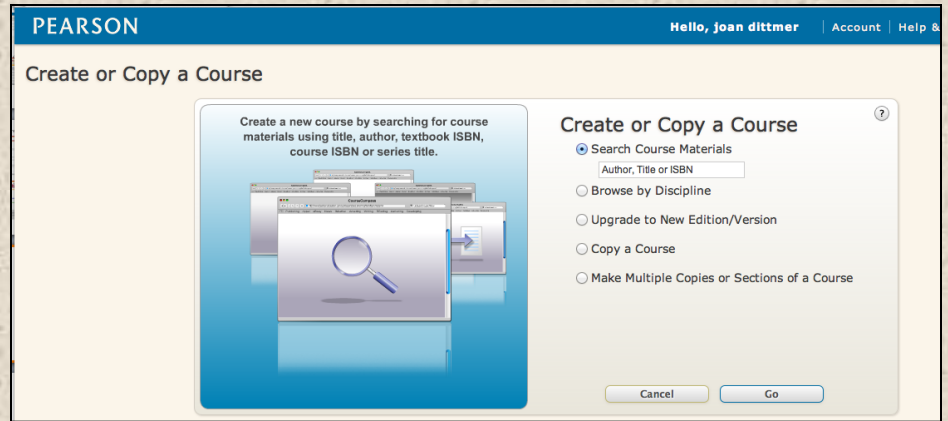 PEARSON
Hello, joan dittmer | Account | Help &
Create or Copy a Course
Create a new course by searching for course
materials using title, author, textbook ISBN,
course ISBN or series title.
Create or Copy a Course
?
Search Course Materials
Author, Title or ISBN
Browse by Discipline
Upgrade to New Edition/Version
Copy a Course
Make Multiple Copies or Sections of a Course
Cancel
Go